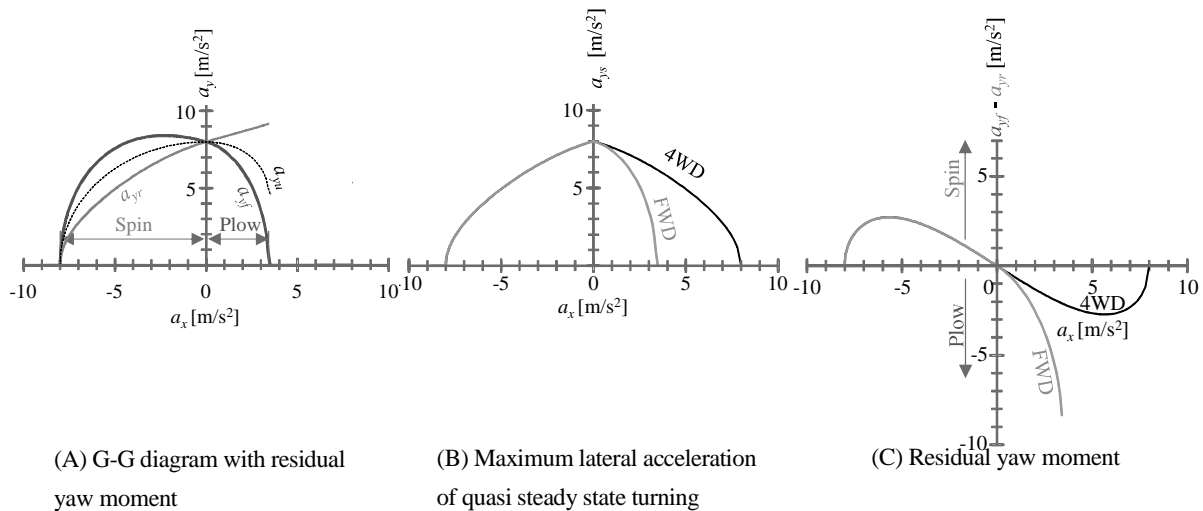 a_y [m/s²]
10
5
a_yr
a_yf
a_yu
Spin
Plow
-10
-5
0
5
10
a_x [m/s²]
(A) G-G diagram with residual
yaw moment
a_ys [m/s²]
10
5
4WD
FWD
-10
-5
0
5
10
a_x [m/s²]
(B) Maximum lateral acceleration
of quasi steady state turning
a_yf - a_yr [m/s²]
Spin
5
-10
-5
0
5
10
4WD
a_x [m/s²]
Plow
-5
FWD
-10
(C) Residual yaw moment